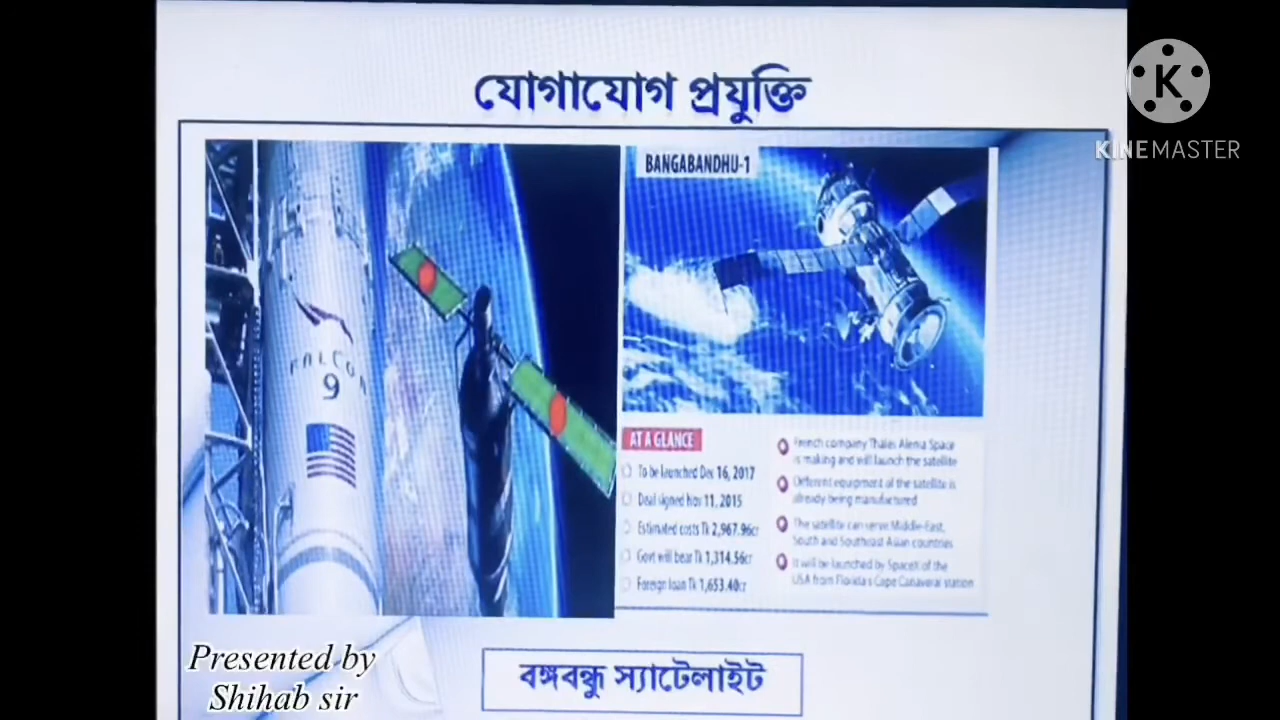 যোগাযোগ প্রযুক্তি
KINEMASTER
FALCON
9
BANGABANDHU-1
AT A GLANCE
To be launched Dec 16, 2017
Deal signed Nov 11, 2015
Estimated costs Tk 2,967.96cr
Govt will bear Tk 1,314.56cr
Foreign loan Tk 1,653.40cr
French company Thales Alenia Space
is making and will launch the satellite
Different equipment of the satellite is
already being manufactured
The satellite can serve Middle-East,
South and Southeast Asian countries
It will be launched by SpaceX of the
USA from Florida's Cape Canaveral station
Presented by
Shihab sir
বঙ্গবন্ধু স্যাটেলাইট